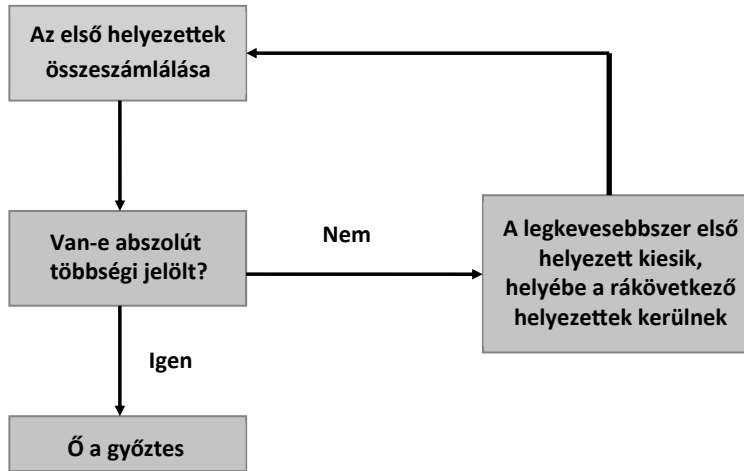 Az első helyezettek
összeszámlálása
Van-e abszolút
többségi jelölt?
Nem
A legkevesebbszer első
helyezett kiesik,
helyébe a rákövetkező
helyezettek kerülnek
Igen
Ő a győztes